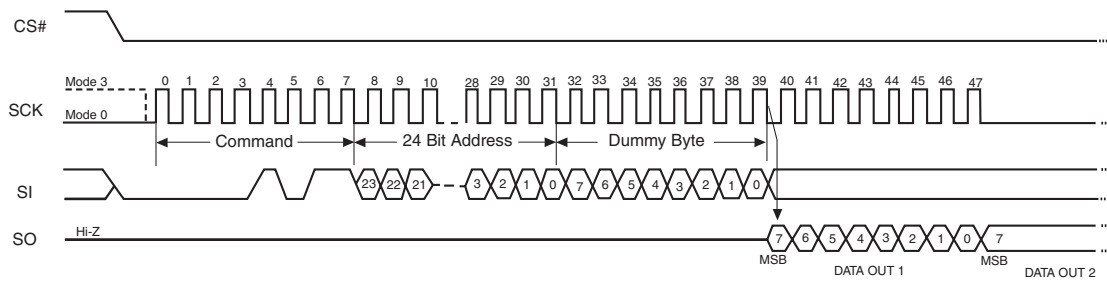 CS#
Mode 3
0 1 2 3 4 5 6 7 8 9 10 28 29 30 31 32 33 34 35 36 37 38 39 40 41 42 43 44 45 46 47
SCK
Mode 0
Command 24 Bit Address Dummy Byte
SI
23 22 21 3 2 1 0 7 6 5 4 3 2 1 0
SO
Hi-Z
7 6 5 4 3 2 1 0 7
MSB DATA OUT 1 MSB DATA OUT 2